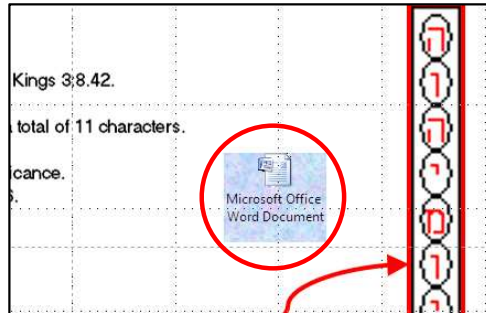 Kings 3;8.42.
total of 11 characters.
icance.
Microsoft Office
Word Document
ה
ו
ה
י
מ
ו